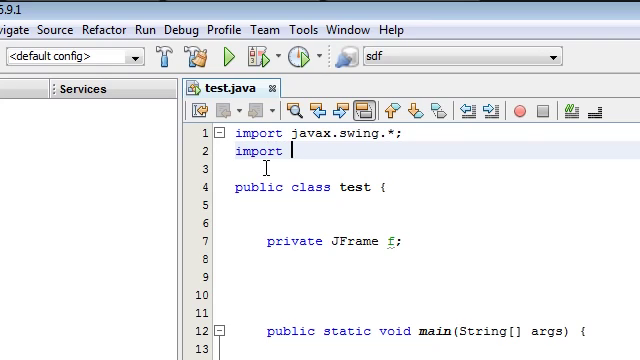 5.9.1
vigate Source Refactor Run Debug Profile Team Tools Window Help
<default config> sdf
Services test.java
1 import javax.swing.*;
2 import
3
4 public class test {
5
6
7 private JFrame f;
8
9
10
11
12 public static void main(String[] args) {
13